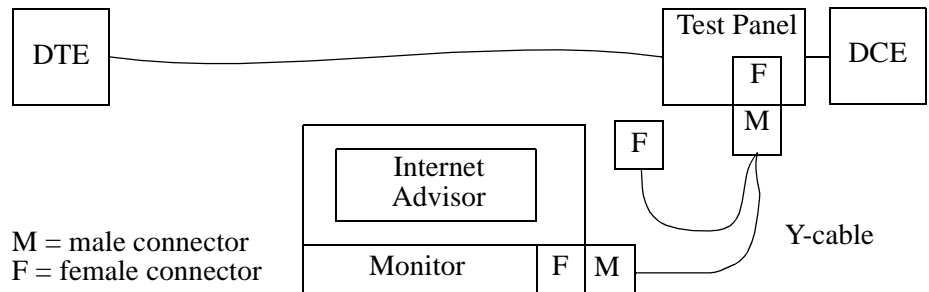 DTE
Test Panel
DCE
F
M
F
Internet
Advisor
Y-cable
M = male connector
F = female connector
Monitor
F
M